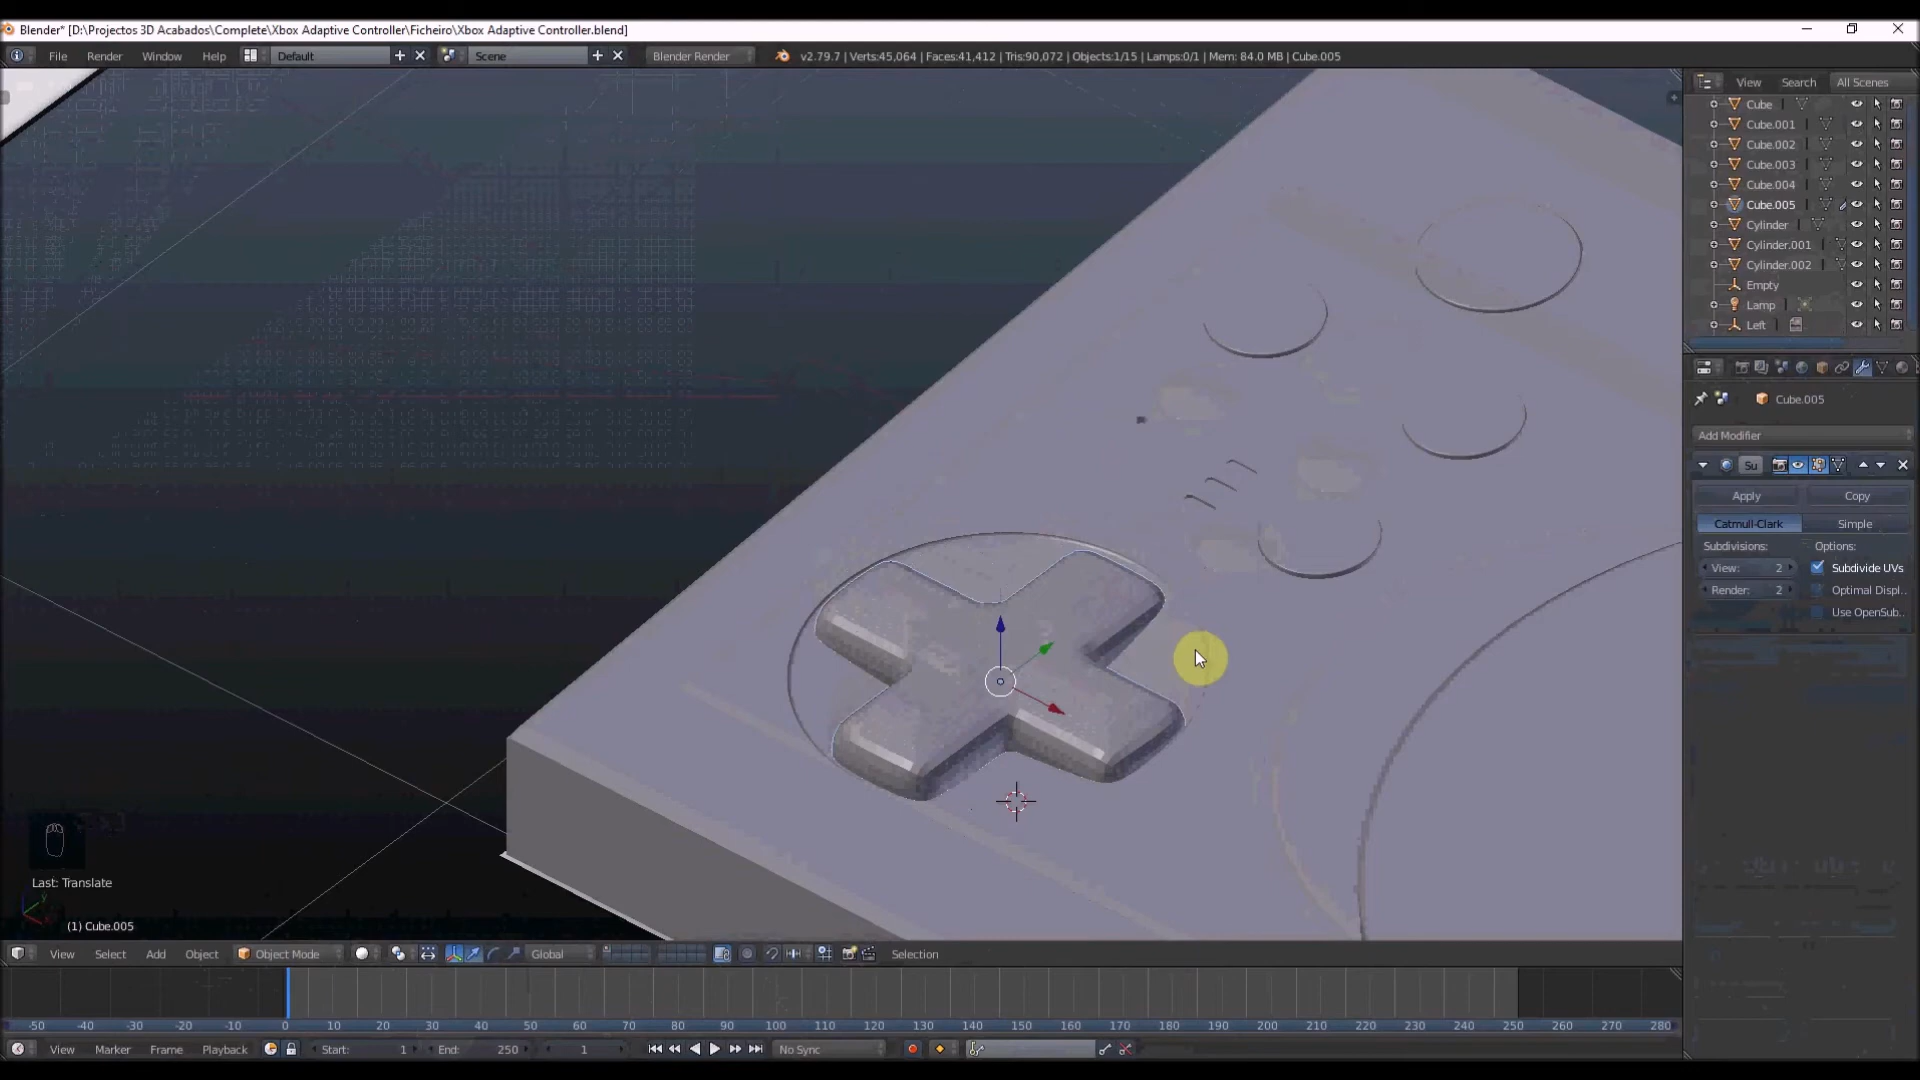 Blender* [D:\Projectos 3D Acabados\Complete\Xbox Adaptive Controller\Ficheiro\Xbox Adaptive Controller.blend]
File Render Window Help Default Scene Blender Render v2.79.7 | Verts:45,064 | Faces:41,412 | Tris:90,072 | Objects:1/15 | Lamps:0/1 | Mem: 84.0 MB | Cube.005
View Search All Scenes
Cube
Cube.001
Cube.002
Cube.003
Cube.004
Cube.005
Cylinder
Cylinder.001
Cylinder.002
Empty
Lamp
Left
Cube.005
Add Modifier
Su
Apply Copy
Catmull-Clark Simple
Subdivisions: Options:
View: 2 Subdivide UVs
Render: 2 Optimal Displ..
Use OpenSub..
Last: Translate
(1) Cube.005
View Select Add Object Object Mode Global Selection
-50 -40 -30 -20 -10 0 10 20 30 40 50 60 70 80 90 100 110 120 130 140 150 160 170 180 190 200 210 220 230 240 250 260 270 280
View Marker Frame Playback Start: 1 End: 250 1 No Sync